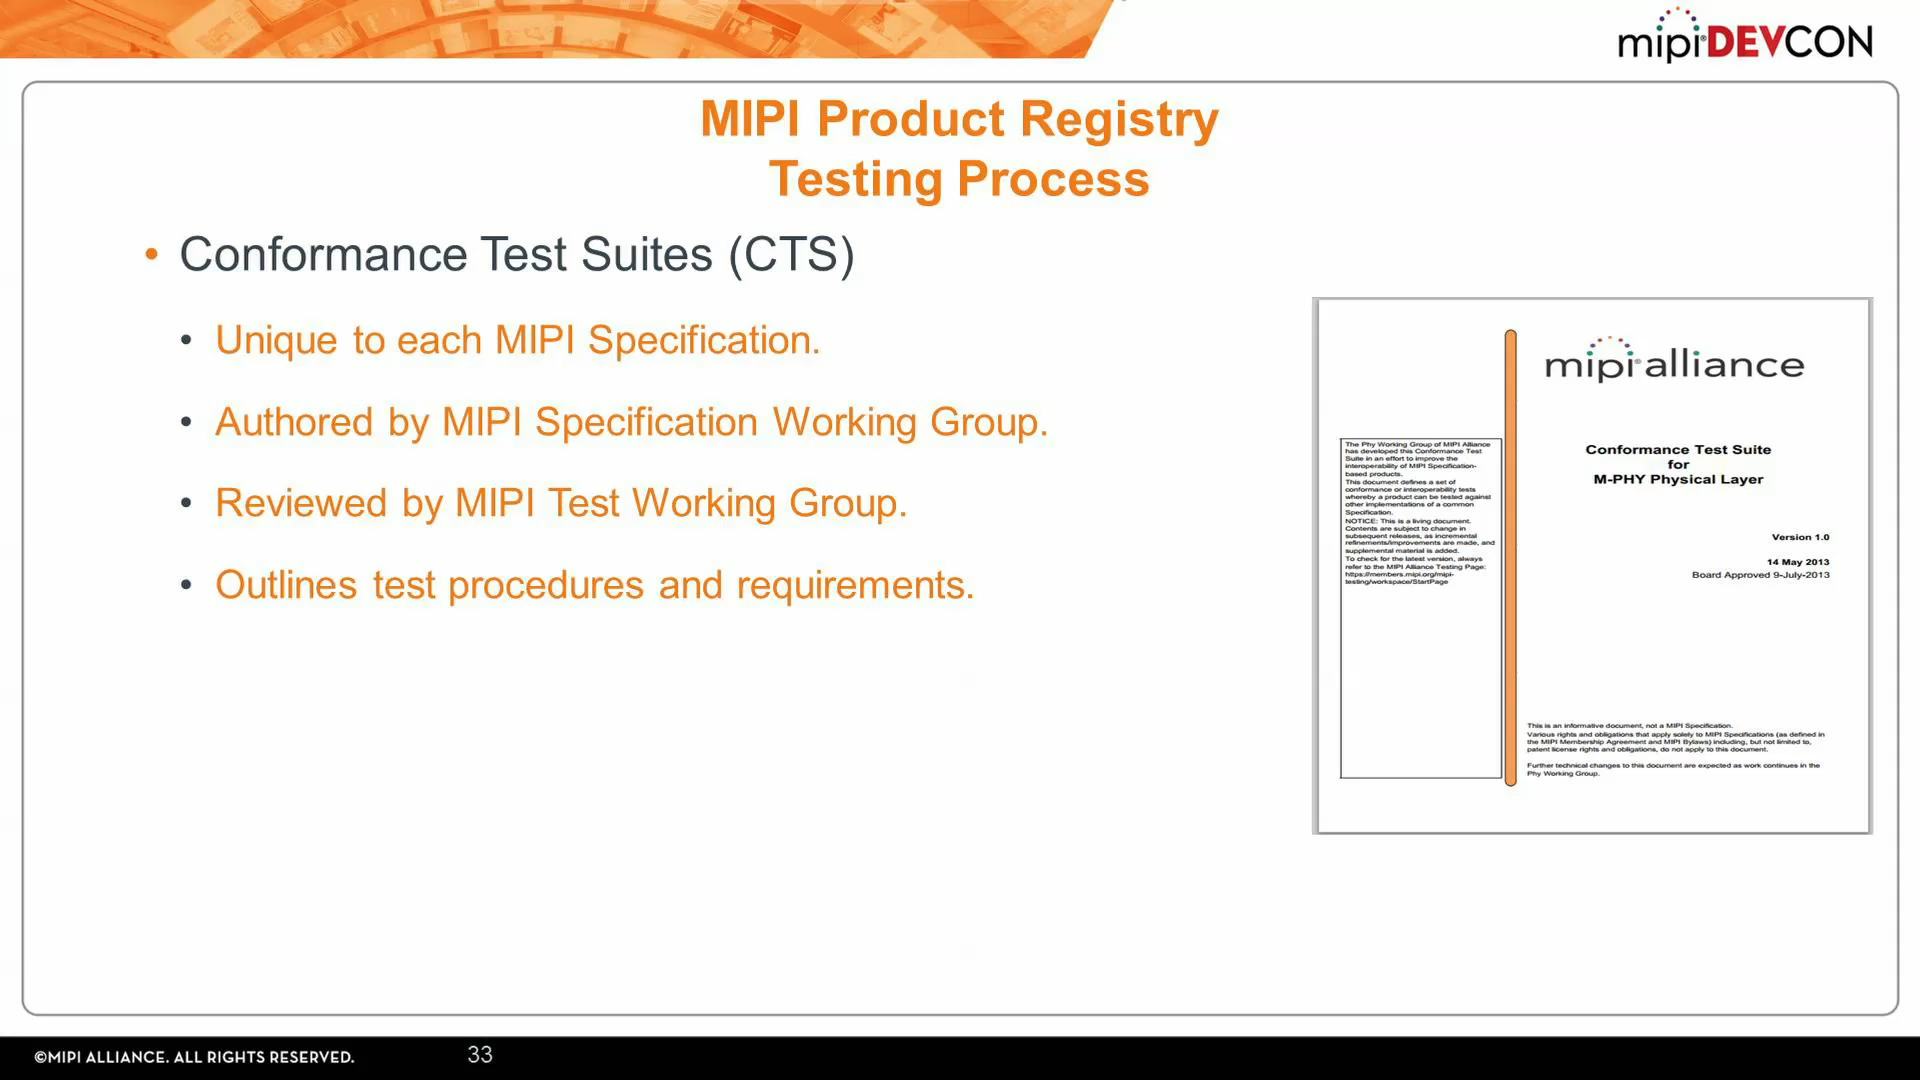 mipi® DEVCON
MIPI Product Registry
Testing Process
• Conformance Test Suites (CTS)
• Unique to each MIPI Specification.
• Authored by MIPI Specification Working Group.
• Reviewed by MIPI Test Working Group.
• Outlines test procedures and requirements.
The Phy Working Group of MIPI Alliance
has developed this Conformance Test
Suite in an effort to improve the
interoperability of MIPI Specification-
based products.
This document defines a set of
conformance or interoperability tests
whereby a product can be tested against
other implementations of a common
Specification.
NOTICE: This is a living document.
Contents are subject to change in
subsequent releases, as incremental
refinements/improvements are made, and
supplemental material is added.
To check for the latest version, always
refer to the MIPI Alliance Testing Page:
https://members.mipi.org/mipi-
testing/workspace/StartPage
mipi® alliance
Conformance Test Suite
for
M-PHY Physical Layer
Version 1.0
14 May 2013
Board Approved 9-July-2013
This is an informative document, not a MIPI Specification.
Various rights and obligations that apply solely to MIPI Specifications (as defined in
the MIPI Membership Agreement and MIPI Bylaws) including, but not limited to,
patent license rights and obligations, do not apply to this document.
Further technical changes to this document are expected as work continues in the
Phy Working Group.
©MIPI ALLIANCE. ALL RIGHTS RESERVED.
33